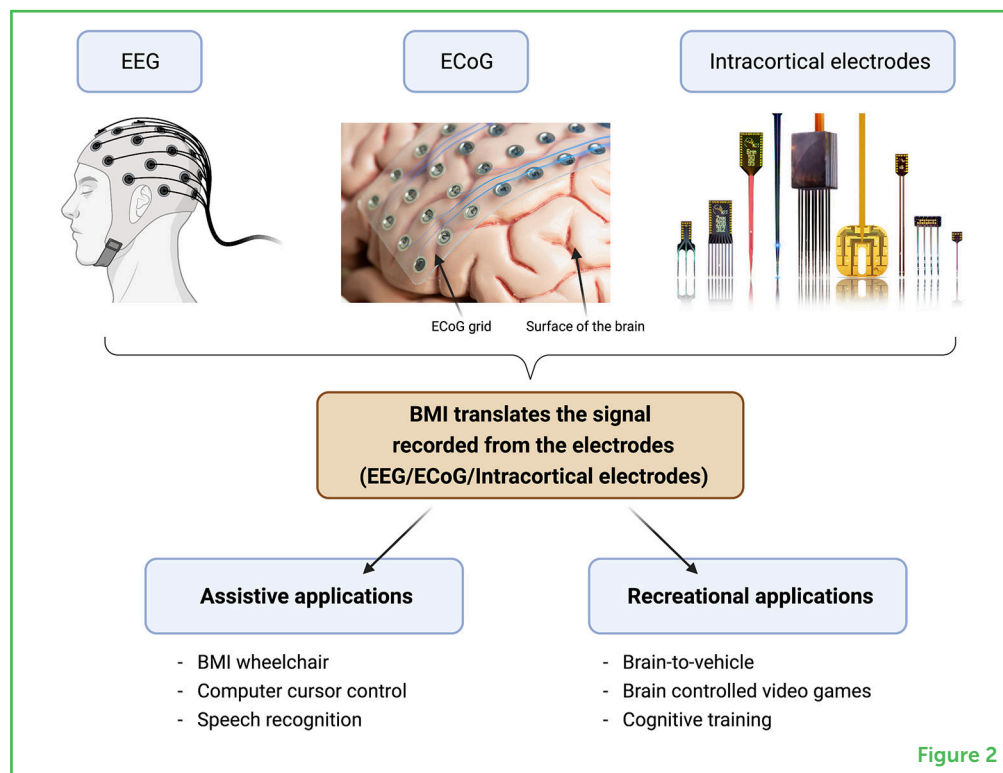 EEG
ECoG
Intracortical electrodes
ECoG grid
Surface of the brain
BMI translates the signal
recorded from the electrodes
(EEG/ECoG/Intracortical electrodes)
Assistive applications
Recreational applications
- BMI wheelchair
- Computer cursor control
- Speech recognition
- Brain-to-vehicle
- Brain controlled video games
- Cognitive training
Figure 2